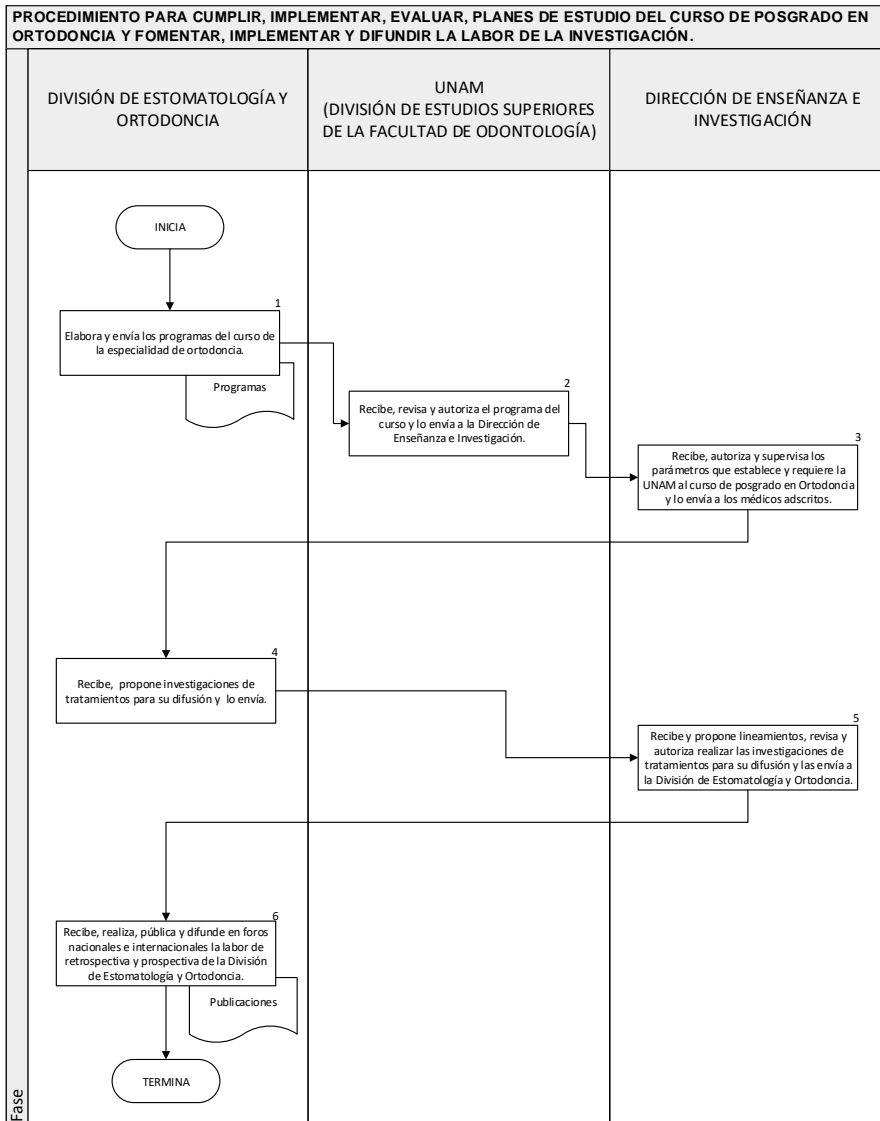 PROCEDIMIENTO PARA CUMPLIR, IMPLEMENTAR, EVALUAR, PLANES DE ESTUDIO DEL CURSO DE POSGRADO EN
ORTODONCIA Y FOMENTAR, IMPLEMENTAR Y DIFUNDIR LA LABOR DE LA INVESTIGACIÓN.
DIVISIÓN DE ESTOMATOLOGÍA Y
ORTODONCIA
UNAM
(DIVISIÓN DE ESTUDIOS SUPERIORES
DE LA FACULTAD DE ODONTOLOGÍA)
DIRECCIÓN DE ENSEÑANZA E
INVESTIGACIÓN
INICIA
1
Elabora y envía los programas del curso de
la especialidad de ortodoncia.
Programas
2
Recibe, revisa y autoriza el programa del
curso y lo envía a la Dirección de
Enseñanza e Investigación.
3
Recibe, autoriza y supervisa los
parámetros que establece y requiere la
UNAM al curso de posgrado en Ortodoncia
y lo envía a los médicos adscritos.
4
Recibe, propone investigaciones de
tratamientos para su difusión y lo envía.
5
Recibe y propone lineamientos, revisa y
autoriza realizar las investigaciones de
tratamientos para su difusión y las envía a
la División de Estomatología y Ortodoncia.
6
Recibe, realiza, pública y difunde en foros
nacionales e internacionales la labor de
retrospectiva y prospectiva de la División
de Estomatología y Ortodoncia.
Publicaciones
TERMINA
Fase